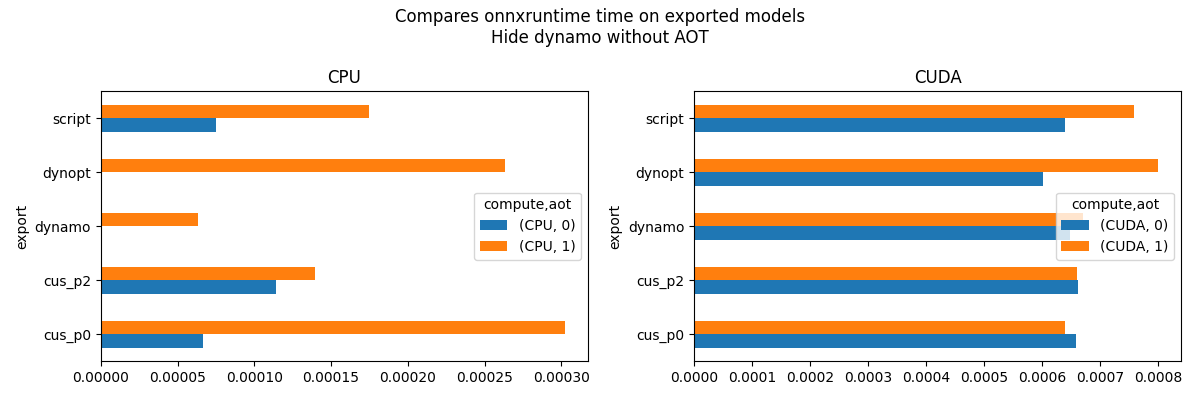 Compares onnxruntime time on exported models
Hide dynamo without AOT
CPU
export
script
dynopt
dynamo
cus_p2
cus_p0
compute,aot
(CPU, 0)
(CPU, 1)
0.00000 0.00005 0.00010 0.00015 0.00020 0.00025 0.00030
CUDA
export
script
dynopt
dynamo
cus_p2
cus_p0
compute,aot
(CUDA, 0)
(CUDA, 1)
0.0000 0.0001 0.0002 0.0003 0.0004 0.0005 0.0006 0.0007 0.0008